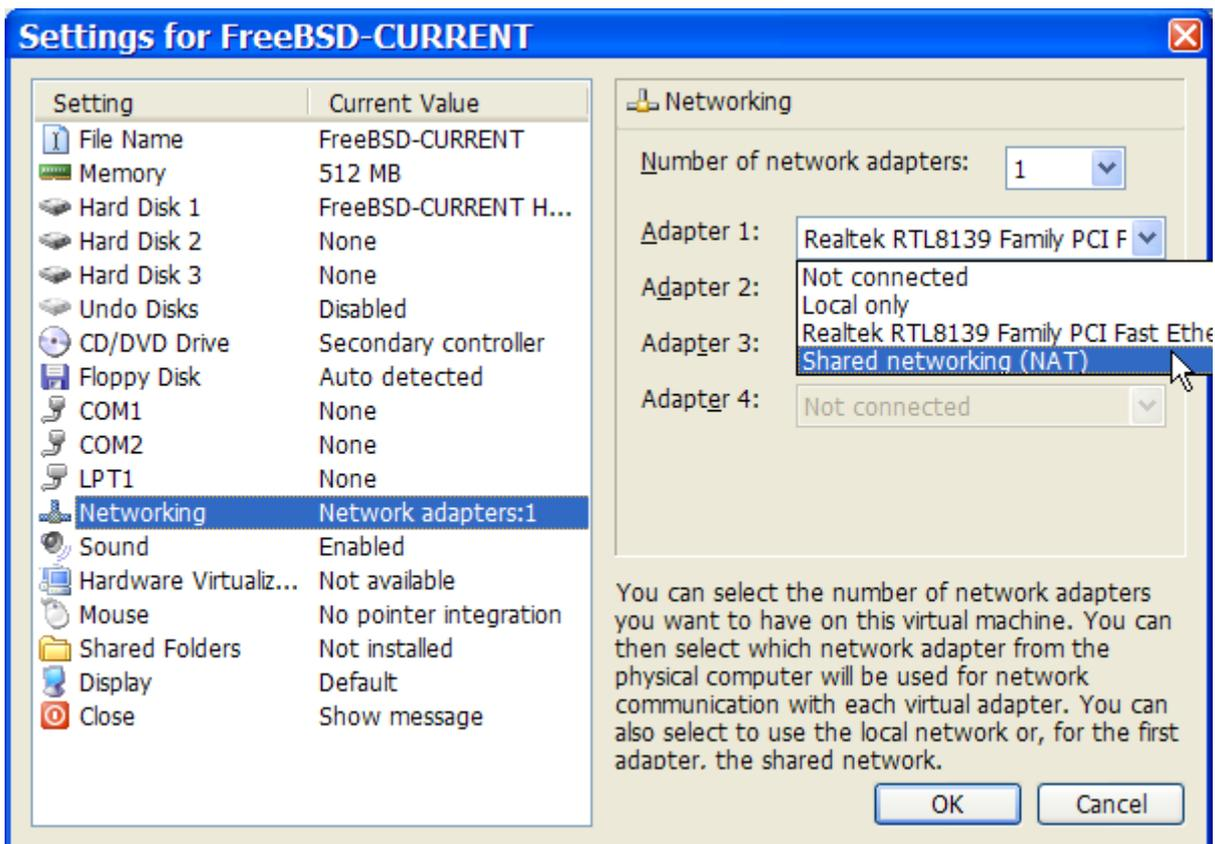 Settings for FreeBSD-CURRENT
Setting Current Value
File Name FreeBSD-CURRENT
Memory 512 MB
Hard Disk 1 FreeBSD-CURRENT H...
Hard Disk 2 None
Hard Disk 3 None
Undo Disks Disabled
CD/DVD Drive Secondary controller
Floppy Disk Auto detected
COM1 None
COM2 None
LPT1 None
Networking Network adapters:1
Sound Enabled
Hardware Virtualiz... Not available
Mouse No pointer integration
Shared Folders Not installed
Display Default
Close Show message
Networking
Number of network adapters: 1
Adapter 1: Realtek RTL8139 Family PCI F
Not connected
Local only
Realtek RTL8139 Family PCI Fast Ethe
Shared networking (NAT)
Adapter 2:
Adapter 3:
Adapter 4: Not connected
You can select the number of network adapters
you want to have on this virtual machine. You can
then select which network adapter from the
physical computer will be used for network
communication with each virtual adapter. You can
also select to use the local network or, for the first
adapter, the shared network.
OK Cancel